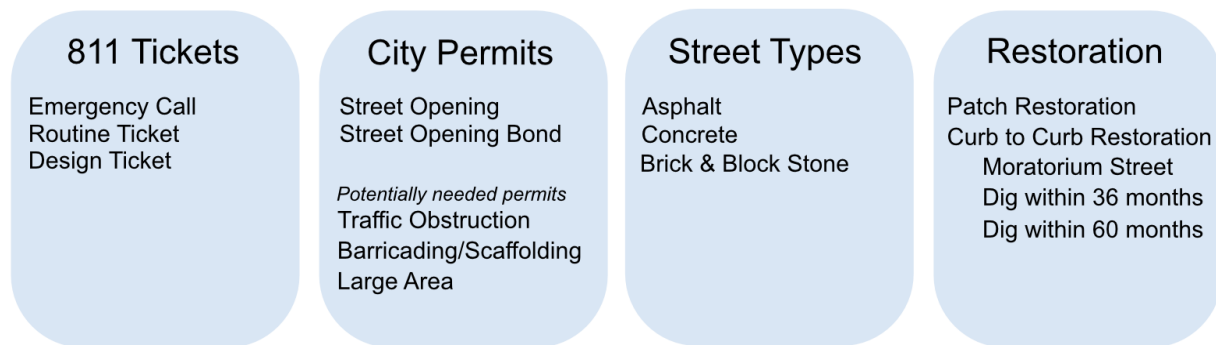 811 Tickets
Emergency Call
Routine Ticket
Design Ticket
City Permits
Street Opening
Street Opening Bond
Potentially needed permits
Traffic Obstruction
Barricading/Scaffolding
Large Area
Street Types
Asphalt
Concrete
Brick & Block Stone
Restoration
Patch Restoration
Curb to Curb Restoration
Moratorium Street
Dig within 36 months
Dig within 60 months